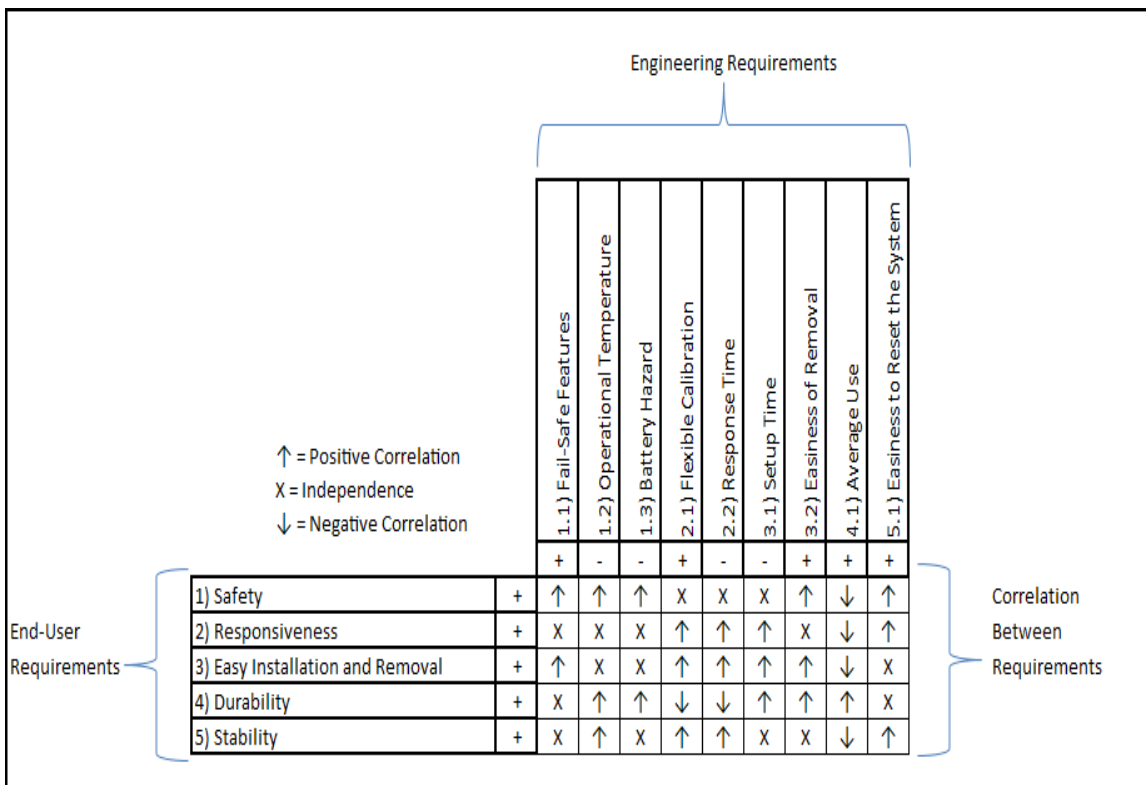 Engineering Requirements
1.1) Fail-Safe Features
1.2) Operational Temperature
1.3) Battery Hazard
2.1) Flexible Calibration
2.2) Response Time
3.1) Setup Time
3.2) Easiness of Removal
4.1) Average Use
5.1) Easiness to Reset the System
↑ = Positive Correlation
X = Independence
↓ = Negative Correlation
+ - - + - - + + +
1) Safety + ↑ ↑ ↑ X X X ↑ ↓ ↑
2) Responsiveness + X X X ↑ ↑ ↑ X ↓ ↑
3) Easy Installation and Removal + ↑ X X ↑ ↑ ↑ ↑ ↓ X
4) Durability + X ↑ ↑ ↓ ↓ ↑ ↑ ↑ X
5) Stability + X ↑ X ↑ ↑ X X ↓ ↑
End-User
Requirements
Correlation
Between
Requirements